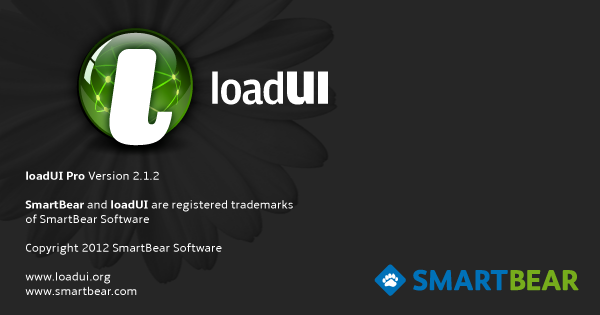 loadUI
loadUI Pro Version 2.1.2
SmartBear and loadUI are registered trademarks
of SmartBear Software
Copyright 2012 SmartBear Software
www.loadui.org
www.smartbear.com
SMARTBEAR